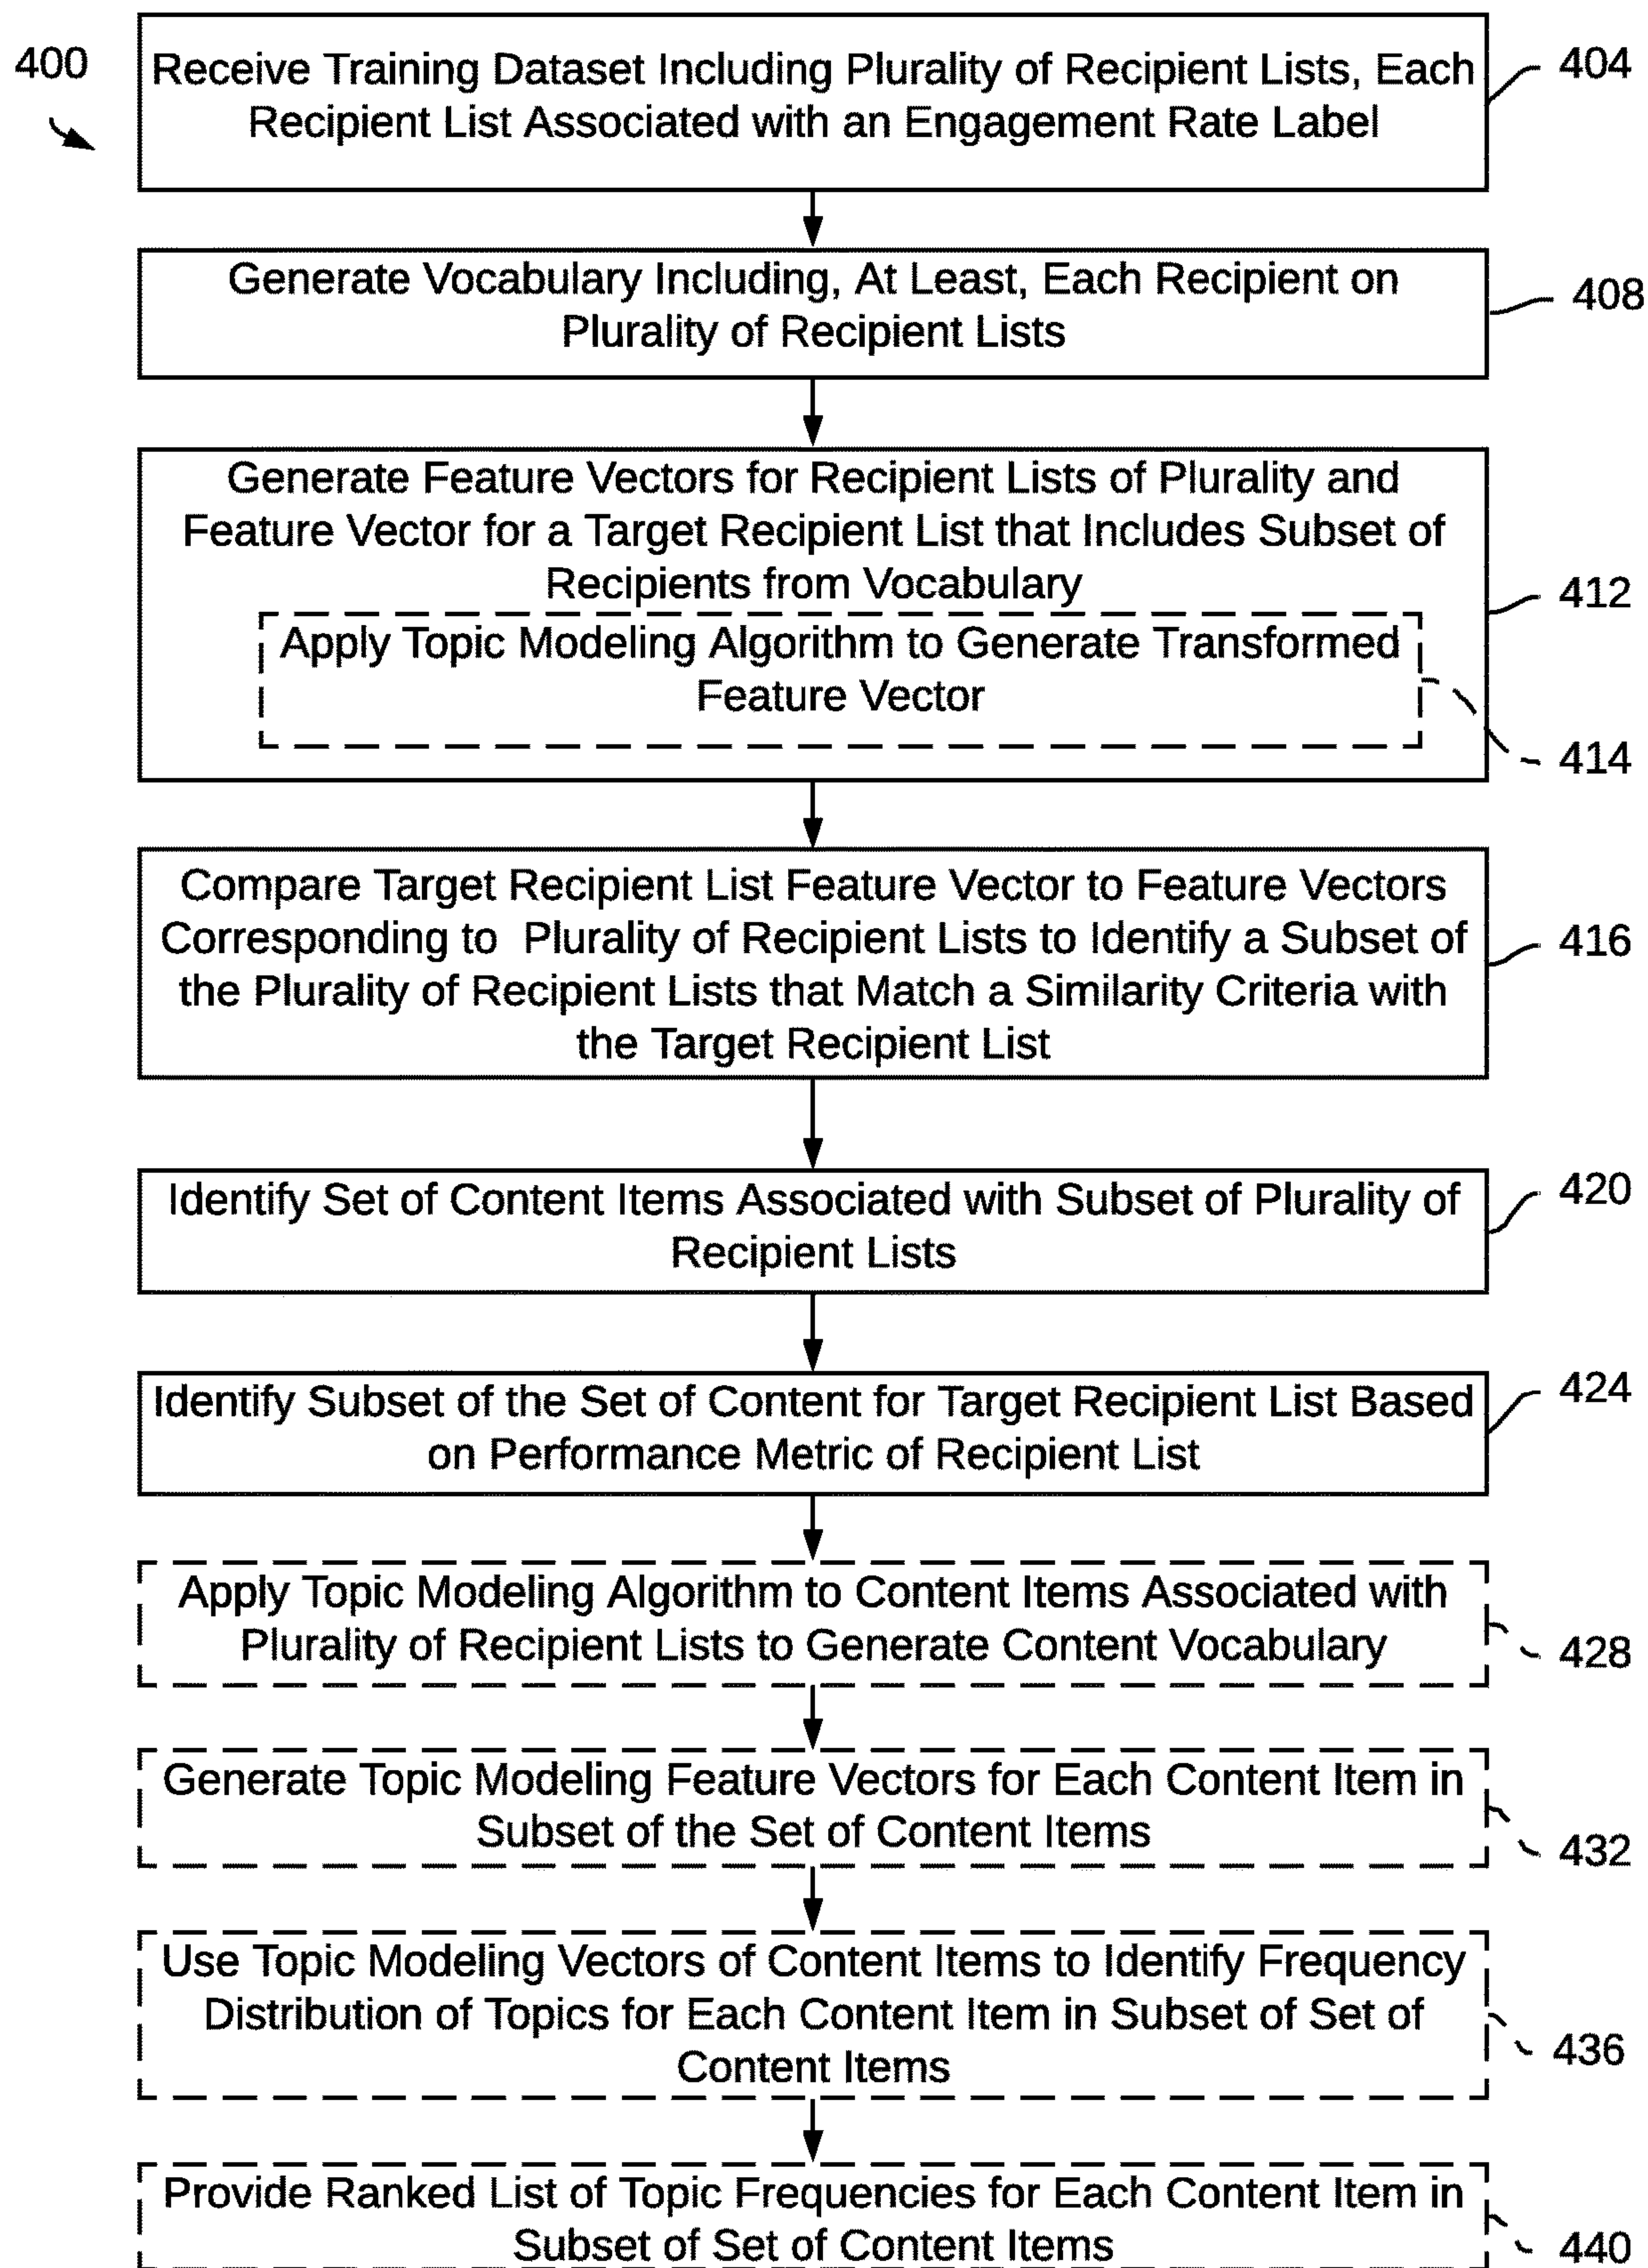 400
Receive Training Dataset Including Plurality of Recipient Lists, Each
Recipient List Associated with an Engagement Rate Label
404
Generate Vocabulary Including, At Least, Each Recipient on
Plurality of Recipient Lists
408
Generate Feature Vectors for Recipient Lists of Plurality and
Feature Vector for a Target Recipient List that Includes Subset of
Recipients from Vocabulary
412
Apply Topic Modeling Algorithm to Generate Transformed
Feature Vector
414
Compare Target Recipient List Feature Vector to Feature Vectors
Corresponding to Plurality of Recipient Lists to Identify a Subset of
the Plurality of Recipient Lists that Match a Similarity Criteria with
the Target Recipient List
416
Identify Set of Content Items Associated with Subset of Plurality of
Recipient Lists
420
Identify Subset of the Set of Content for Target Recipient List Based
on Performance Metric of Recipient List
424
Apply Topic Modeling Algorithm to Content Items Associated with
Plurality of Recipient Lists to Generate Content Vocabulary
428
Generate Topic Modeling Feature Vectors for Each Content Item in
Subset of the Set of Content Items
432
Use Topic Modeling Vectors of Content Items to Identify Frequency
Distribution of Topics for Each Content Item in Subset of Set of
Content Items
436
Provide Ranked List of Topic Frequencies for Each Content Item in
Subset of Set of Content Items
440